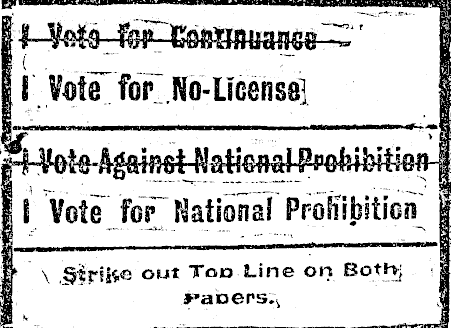 I Vote for Continuance
I Vote for No-License
I Vote Against National Prohibition
I Vote for National Prohibition
Strike out Top Line on Both
Papers.